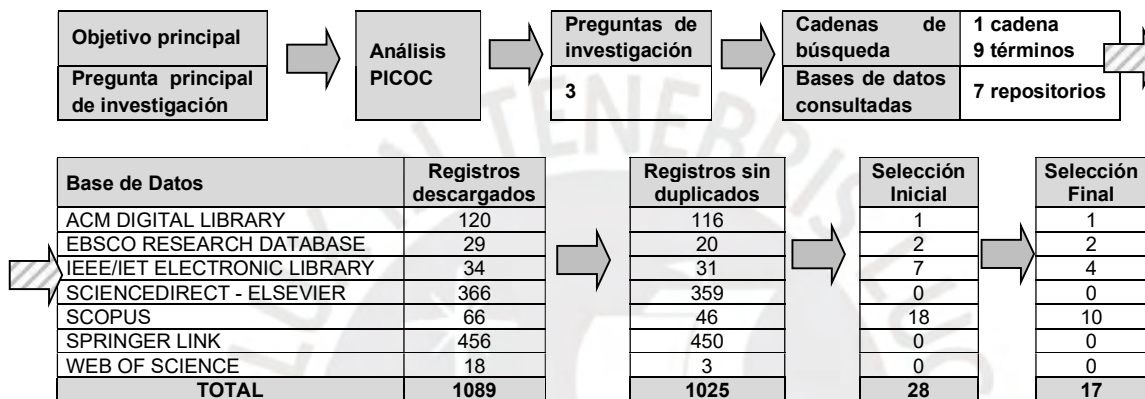 Objetivo principal
Pregunta principal
de investigación
Análisis
PICOC
Preguntas de
investigación
3
Cadenas de
búsqueda
1 cadena
9 términos
Bases de datos
consultadas
7 repositorios
Base de Datos Registros descargados Registros sin duplicados Selección Inicial Selección Final
ACM DIGITAL LIBRARY 120 116 1 1
EBSCO RESEARCH DATABASE 29 20 2 2
IEEE/IET ELECTRONIC LIBRARY 34 31 7 4
SCIENCEDIRECT - ELSEVIER 366 359 0 0
SCOPUS 66 46 18 10
SPRINGER LINK 456 450 0 0
WEB OF SCIENCE 18 3 0 0
TOTAL 1089 1025 28 17